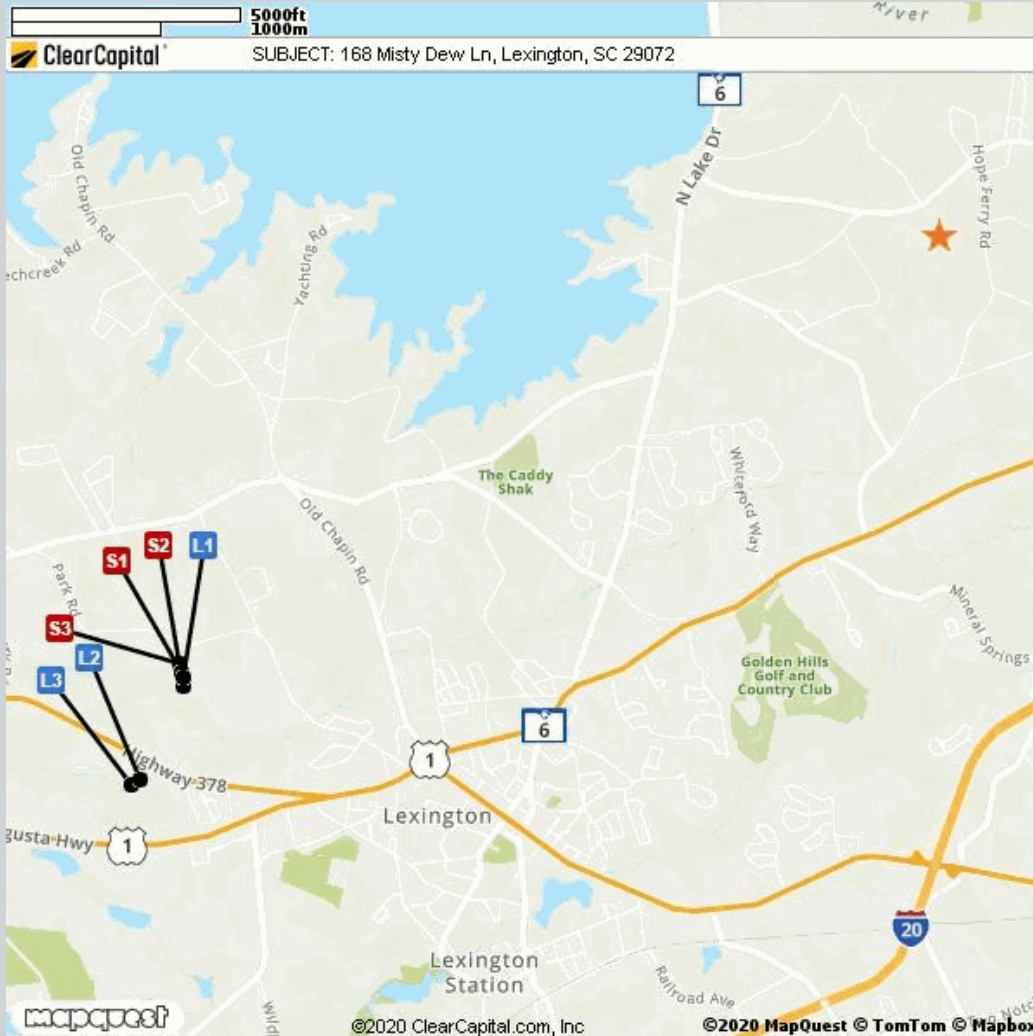 5000ft
1000m
River
ClearCapital
SUBJECT: 168 Misty Dew Ln, Lexington, SC 29072
6
Old Chapin Rd
N Lake Dr
Hope Ferry Rd
echcreek Rd
Yachting Rd
The Caddy
Shak
Whiteford Way
Old Chapin Rd
S1
S2
L1
Park Rd
S3
L2
L3
Mineral Springs
Golden Hills
Golf and
Country Club
6
Highway 378
1
Lexington
gusta Hwy
1
20
Lexington
Station
Railroad Ave
mapquest
©2020 ClearCapital.com, Inc
©2020 MapQuest © TomTom © Mapbox